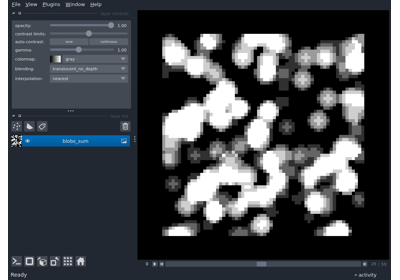 File View Plugins Window Help
opacity: 1.00
contrast limits:
auto-contrast: once continuous
gamma: 1.00
colormap: gray
blending: translucent_no_depth
interpolation: nearest
blobs_sum
Ready
activity